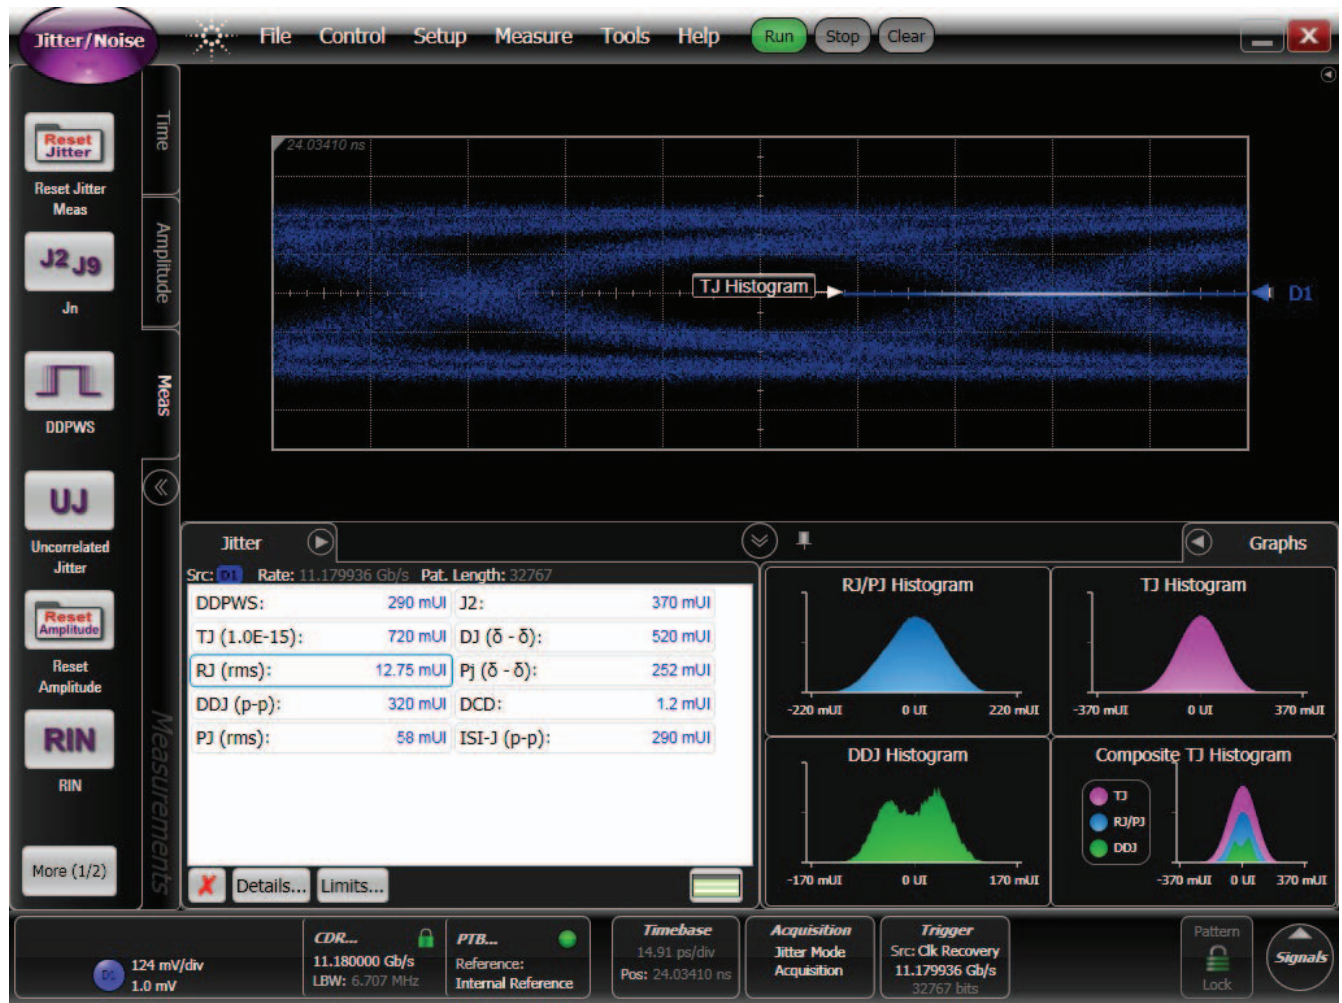 Jitter/Noise
File Control Setup Measure Tools Help Run Stop Clear
Reset
Jitter
Reset Jitter
Meas
J2 J9
Jn
DDPWS
UJ
Uncorrelated
Jitter
Reset
Amplitude
Reset
Amplitude
RIN
RIN
More (1/2)
Time
Amplitude
Meas
Measurements
24.03410 ns
TJ Histogram
D1
Jitter
Src: D1 Rate: 11.179936 Gb/s Pat. Length: 32767
DDPWS: 290 mUI J2: 370 mUI
TJ (1.0E-15): 720 mUI DJ (δ - δ): 520 mUI
RJ (rms): 12.75 mUI Pj (δ - δ): 252 mUI
DDJ (p-p): 320 mUI DCD: 1.2 mUI
PJ (rms): 58 mUI ISI-J (p-p): 290 mUI
Details... Limits...
Graphs
RJ/PJ Histogram
-220 mUI 0 UI 220 mUI
TJ Histogram
-370 mUI 0 UI 370 mUI
DDJ Histogram
-170 mUI 0 UI 170 mUI
Composite TJ Histogram
TJ
RJ/PJ
DDJ
-370 mUI 0 UI 370 mUI
D1
124 mV/div
1.0 mV
CDR...
11.180000 Gb/s
LBW: 6.707 MHz
PTB...
Reference:
Internal Reference
Timebase
14.91 ps/div
Pos: 24.03410 ns
Acquisition
Jitter Mode
Acquisition
Trigger
Src: Clk Recovery
11.179936 Gb/s
32767 bits
Pattern
Lock
Signals